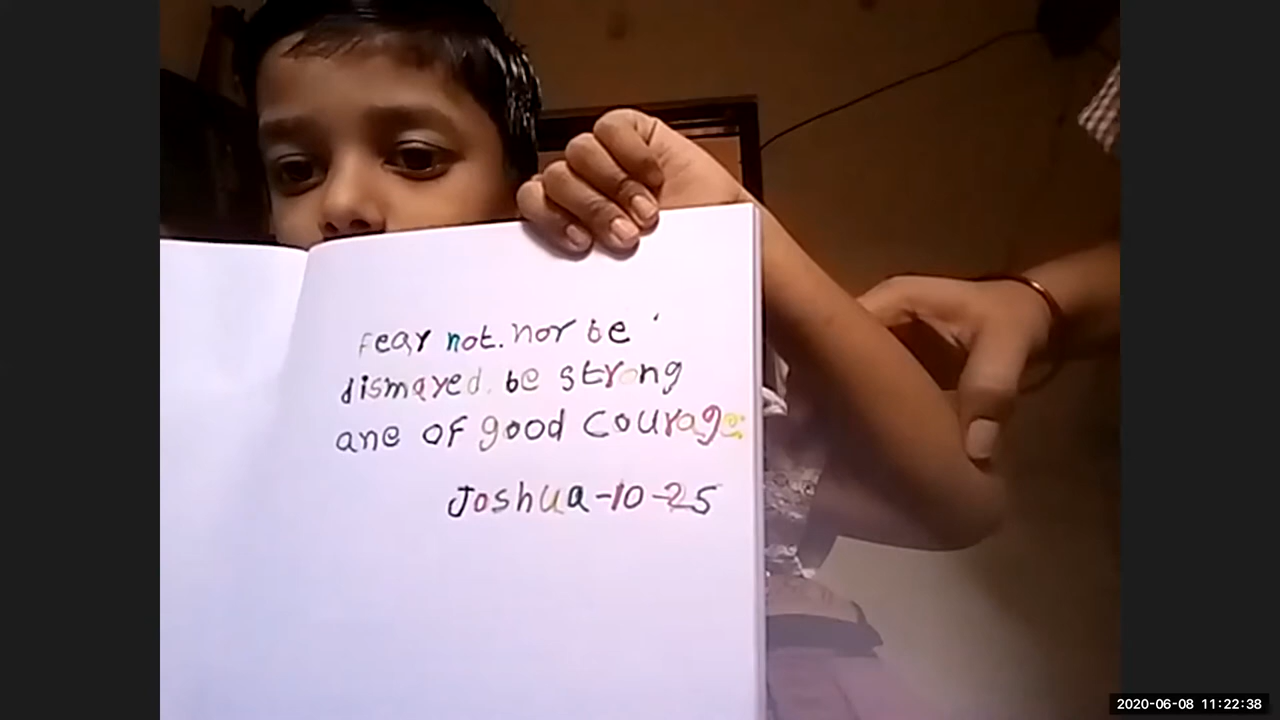 Fear not. nor be
dismayed. be strong
ane of good courage.
Joshua-10-25
2020-06-08 11:22:38